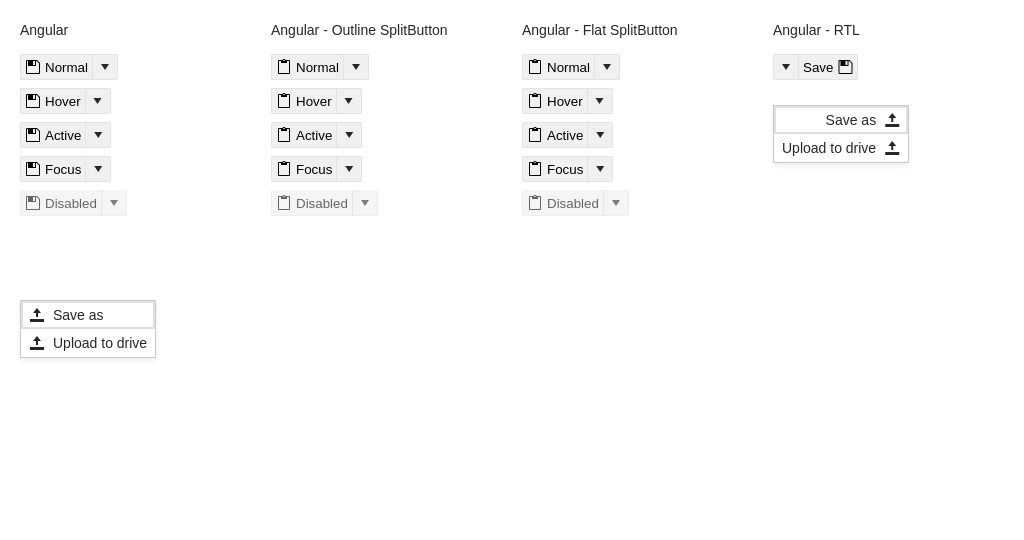 Angular
Normal
Hover
Active
Focus
Disabled
Save as
Upload to drive
Angular - Outline SplitButton
Normal
Hover
Active
Focus
Disabled
Angular - Flat SplitButton
Normal
Hover
Active
Focus
Disabled
Angular - RTL
Save
Save as
Upload to drive